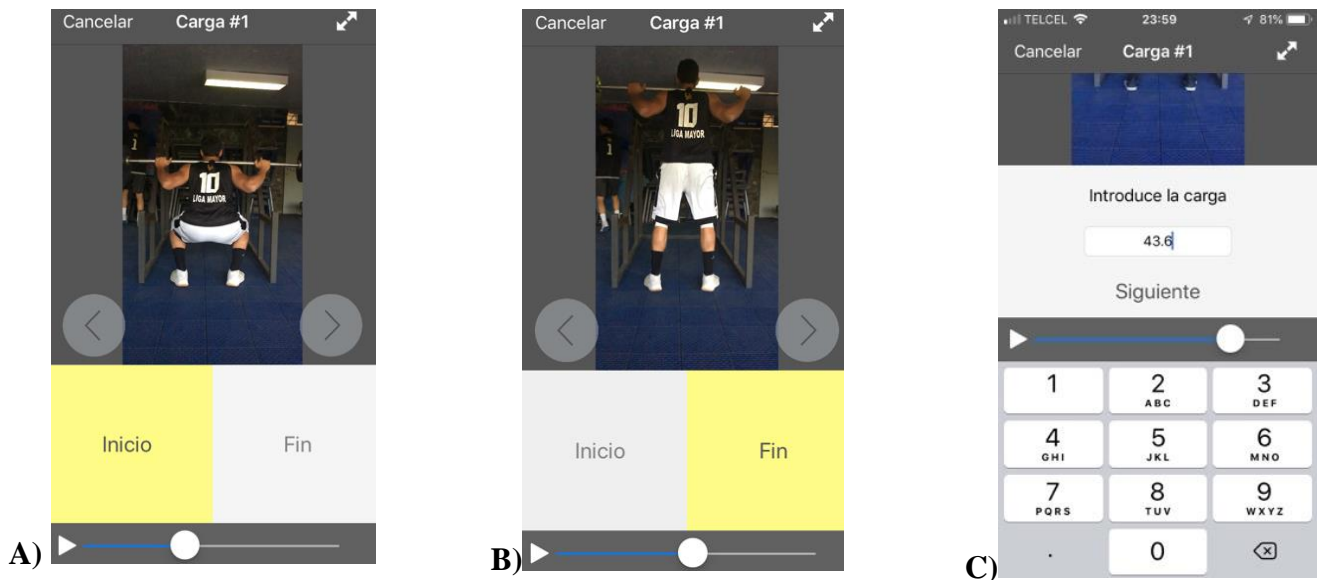 Cancelar Carga #1
10
LIGA MAYOR
Inicio Fin
A)
Cancelar Carga #1
10
LIGA MAYOR
Inicio Fin
B)
TELCEL 23:59 81%
Cancelar Carga #1
Introduce la carga
43.6
Siguiente
1 2 3
ABC DEF
4 5 6
GHI JKL MNO
7 8 9
PQRS TUV WXYZ
. 0
C)